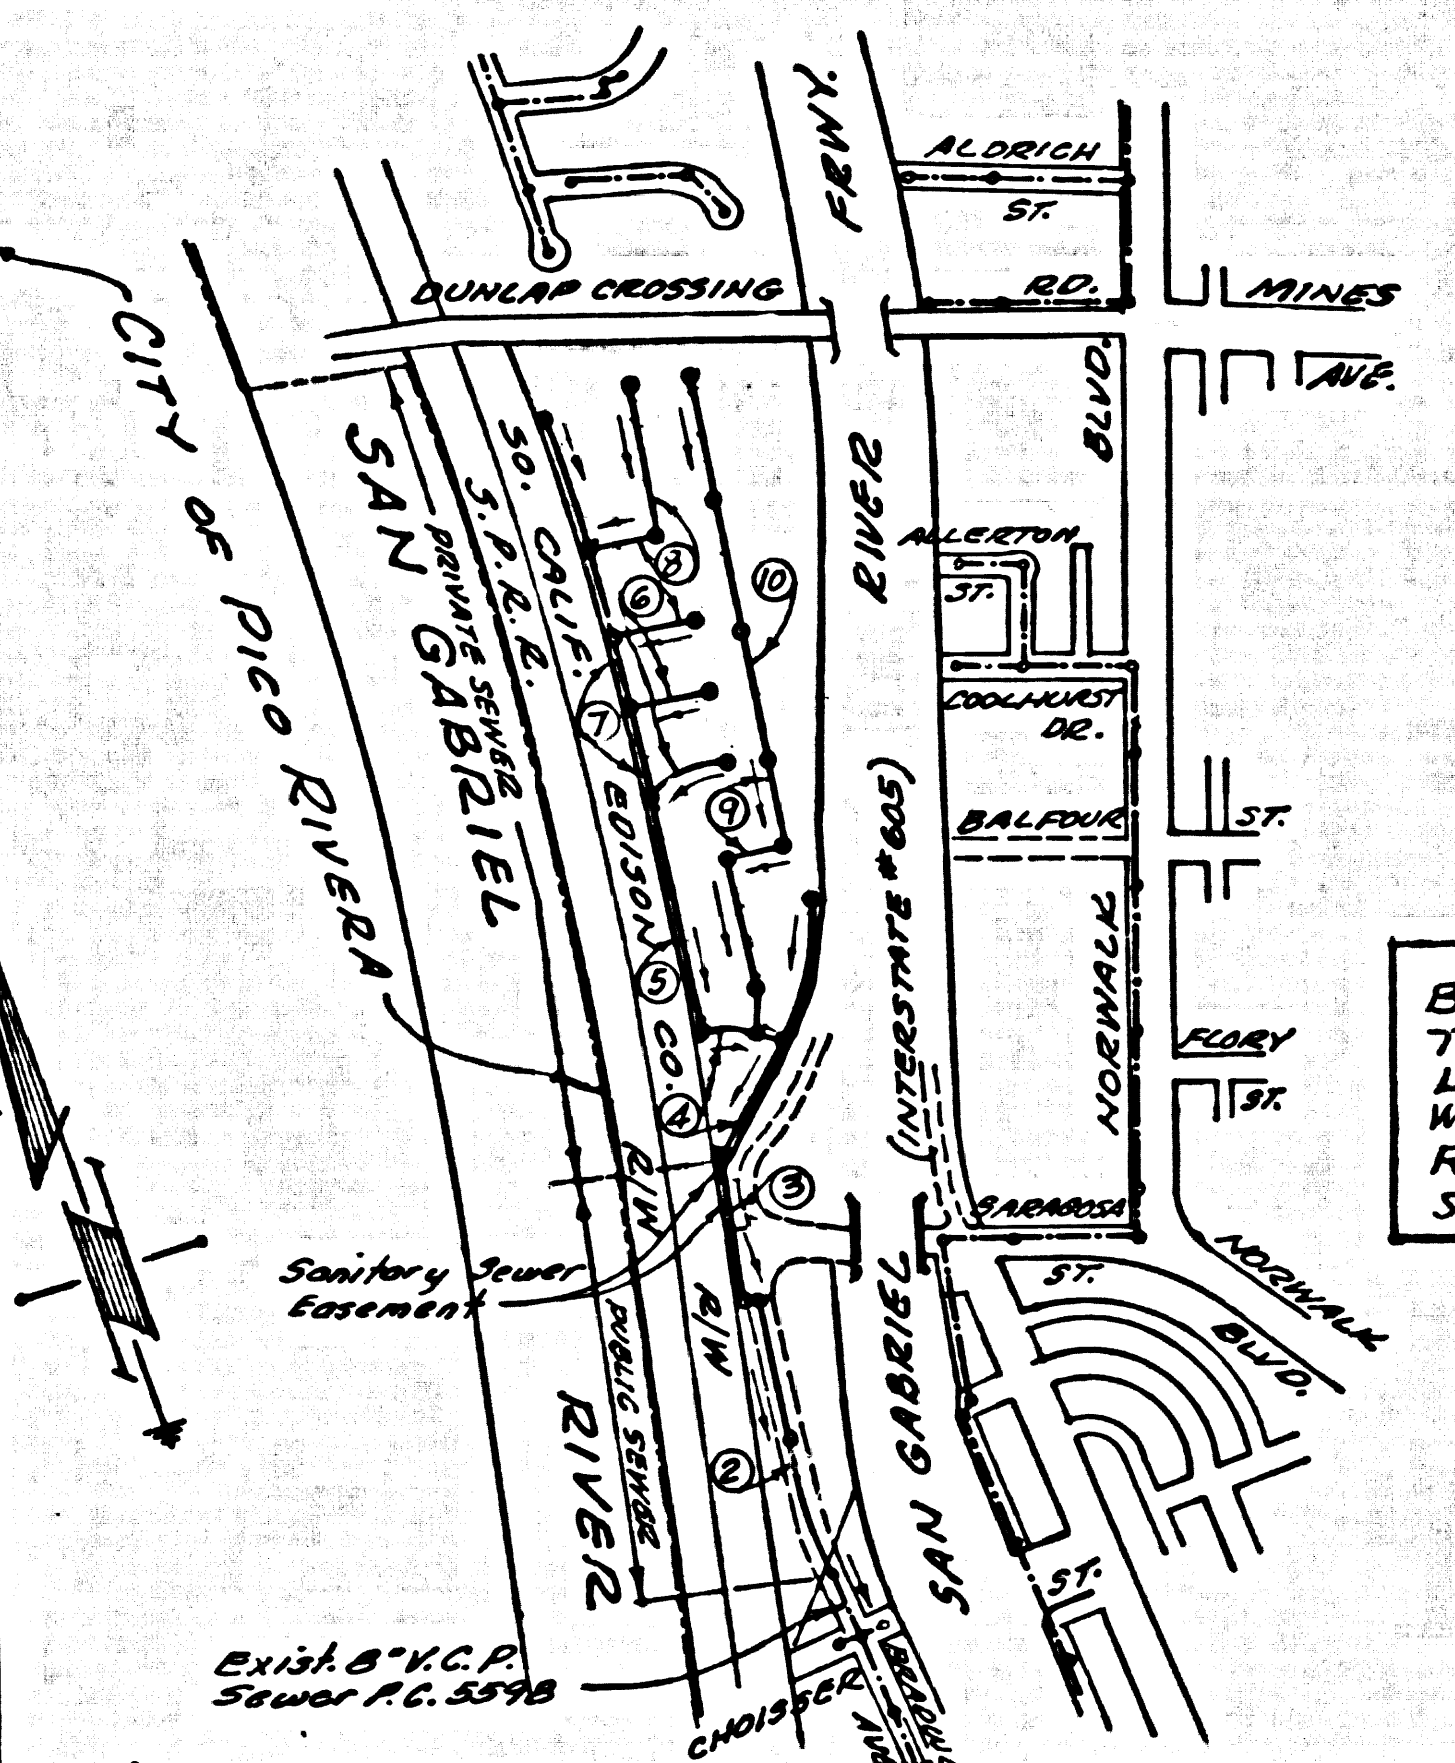 FRWY.
ALDRICH
ST.
DUNLAP CROSSING
RD.
MINES
AVE.
BLVD.
CITY OF PICO RIVERA
SAN GABRIEL
RIVER
PRIVATE SEWER
S. P. R. R.
SO. CALIF.
EDISON CO.
R/W
R/W
PUBLIC SEWER
8
6
10
7
9
5
4
3
2
RIVER
(INTERSTATE #605)
SAN GABRIEL
ALLERTON
ST.
COOLHURST
DR.
BALFOUR
ST.
NORWALK
FLORY
ST.
SARAGOSA
ST.
NORWALK
BLVD.
ST.
Sanitary Sewer
Easement
Exist. 8" V.C.P.
Sewer P.C. 5598
CHOISSER